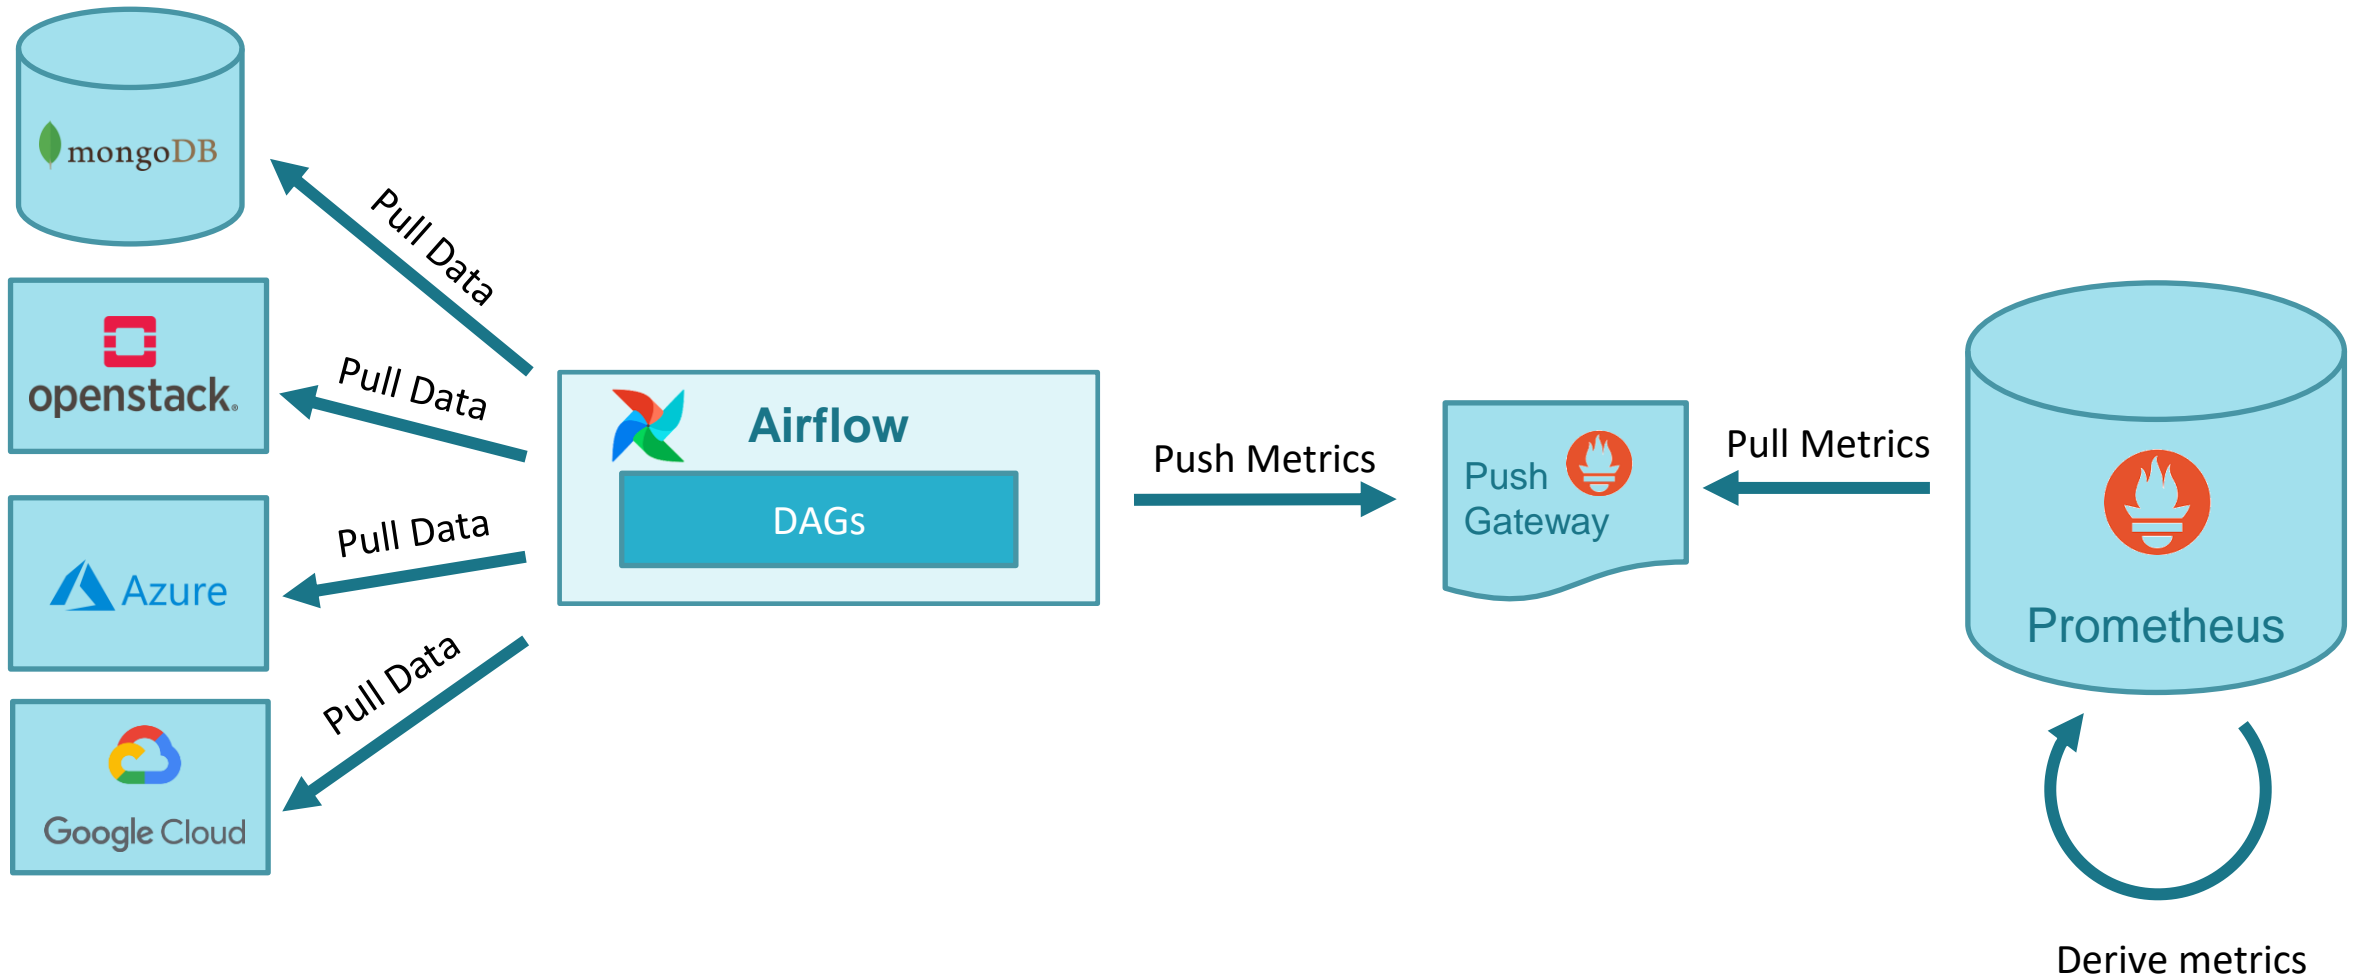 mongoDB
Pull Data
openstack.
Pull Data
Airflow
DAGs
Push Metrics
Push
Gateway
Pull Metrics
Prometheus
Azure
Pull Data
Google Cloud
Pull Data
Derive metrics